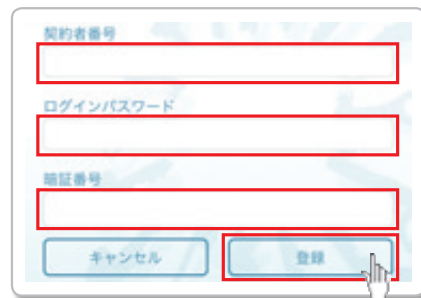 契約者番号
ログインパスワード
暗証番号
キャンセル 登録